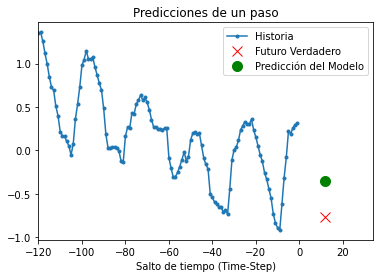 Predicciones de un paso
Historia
Futuro Verdadero
Predicción del Modelo
1.0
0.5
0.0
−0.5
−1.0
−120 −100 −80 −60 −40 −20 0 20
Salto de tiempo (Time-Step)